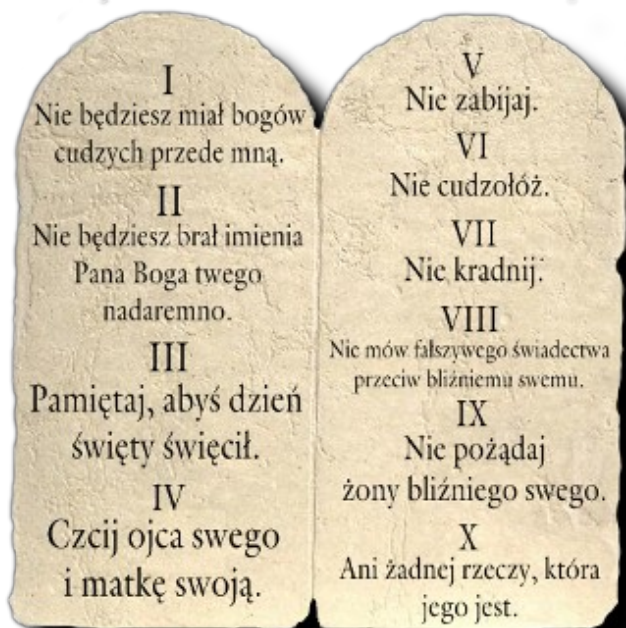 I
Nie będziesz miał bogów
cudzych przede mną.
II
Nie będziesz brał imienia
Pana Boga twego
nadaremno.
III
Pamiętaj, abyś dzień
święty święcił.
IV
Czcij ojca swego
i matkę swoją.
V
Nie zabijaj.
VI
Nie cudzołóż.
VII
Nie kradnij.
VIII
Nie mów fałszywego świadectwa
przeciw bliźniemu swemu.
IX
Nie pożądaj
żony bliźniego swego.
X
Ani żadnej rzeczy, która
jego jest.